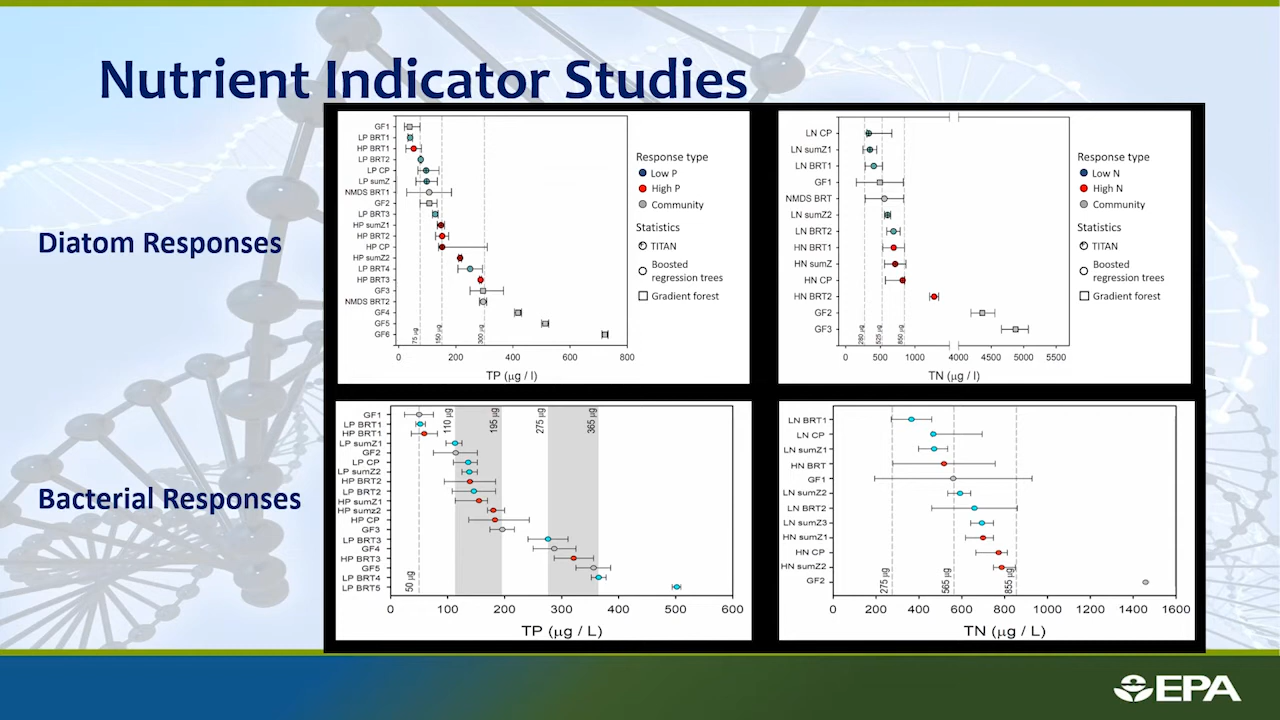 Nutrient Indicator Studies
Diatom Responses
GF1
LP BRT1
HP BRT1
LP BRT2
LP CP
LP sumZ
NMDS BRT1
GF2
LP BRT3
HP sumZ1
HP BRT2
HP CP
HP sumZ2
LP BRT4
HP BRT3
GF3
NMDS BRT2
GF4
GF5
GF6
75 µg
150 µg
300 µg
0 200 400 600 800
TP (µg / l)
Response type
Low P
High P
Community
Statistics
TITAN
Boosted
regression trees
Gradient forest
LN CP
LN sumZ1
LN BRT1
GF1
NMDS BRT
LN sumZ2
LN BRT2
HN BRT1
HN sumZ
HN CP
HN BRT2
GF2
GF3
280 µg
525 µg
850 µg
0 500 1000 4000 4500 5000 5500
TN (µg / l)
Response type
Low N
High N
Community
Statistics
TITAN
Boosted
regression trees
Gradient forest
Bacterial Responses
GF1
LP BRT1
HP BRT1
LP sumZ1
GF2
LP CP
LP sumZ2
HP BRT2
LP BRT2
HP sumZ1
HP sumz2
HP CP
GF3
LP BRT3
GF4
HP BRT3
GF5
LP BRT4
LP BRT5
50 µg
110 µg
195 µg
275 µg
365 µg
0 100 200 300 400 500 600
TP (µg / L)
LN BRT1
LN CP
LN sumZ1
HN BRT
GF1
LN sumZ2
LN BRT2
LN sumZ3
HN sumZ1
HN CP
HN sumZ2
GF2
275 µg
565 µg
855 µg
0 200 400 600 800 1000 1200 1400 1600
TN (µg / L)
EPA